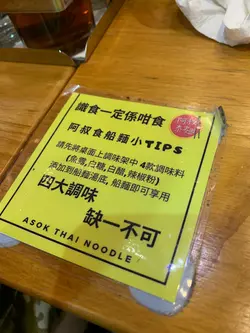 識食一定係咁食
阿叔食船麵小TIPS
請先將桌面上調味架中 4款調味料
(魚露,白糖,白醋,辣椒粉)
添加到船麵湯底, 船麵即可享用
四大調味
缺一不可
ASOK THAI NOODLE